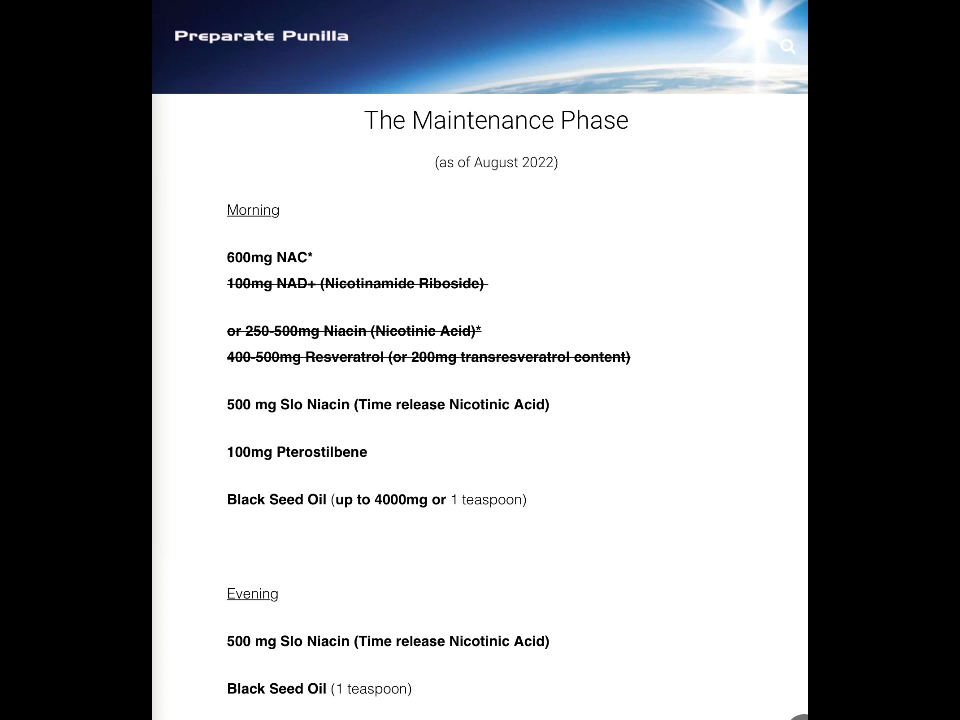 Preparate Punilla
The Maintenance Phase
(as of August 2022)
Morning
600mg NAC*
100mg NAD+ (Nicotinamide Riboside)
or 250-500mg Niacin (Nicotinic Acid)*
400-500mg Resveratrol (or 200mg transresveratrol content)
500 mg Slo Niacin (Time release Nicotinic Acid)
100mg Pterostilbene
Black Seed Oil (up to 4000mg or 1 teaspoon)
Evening
500 mg Slo Niacin (Time release Nicotinic Acid)
Black Seed Oil (1 teaspoon)